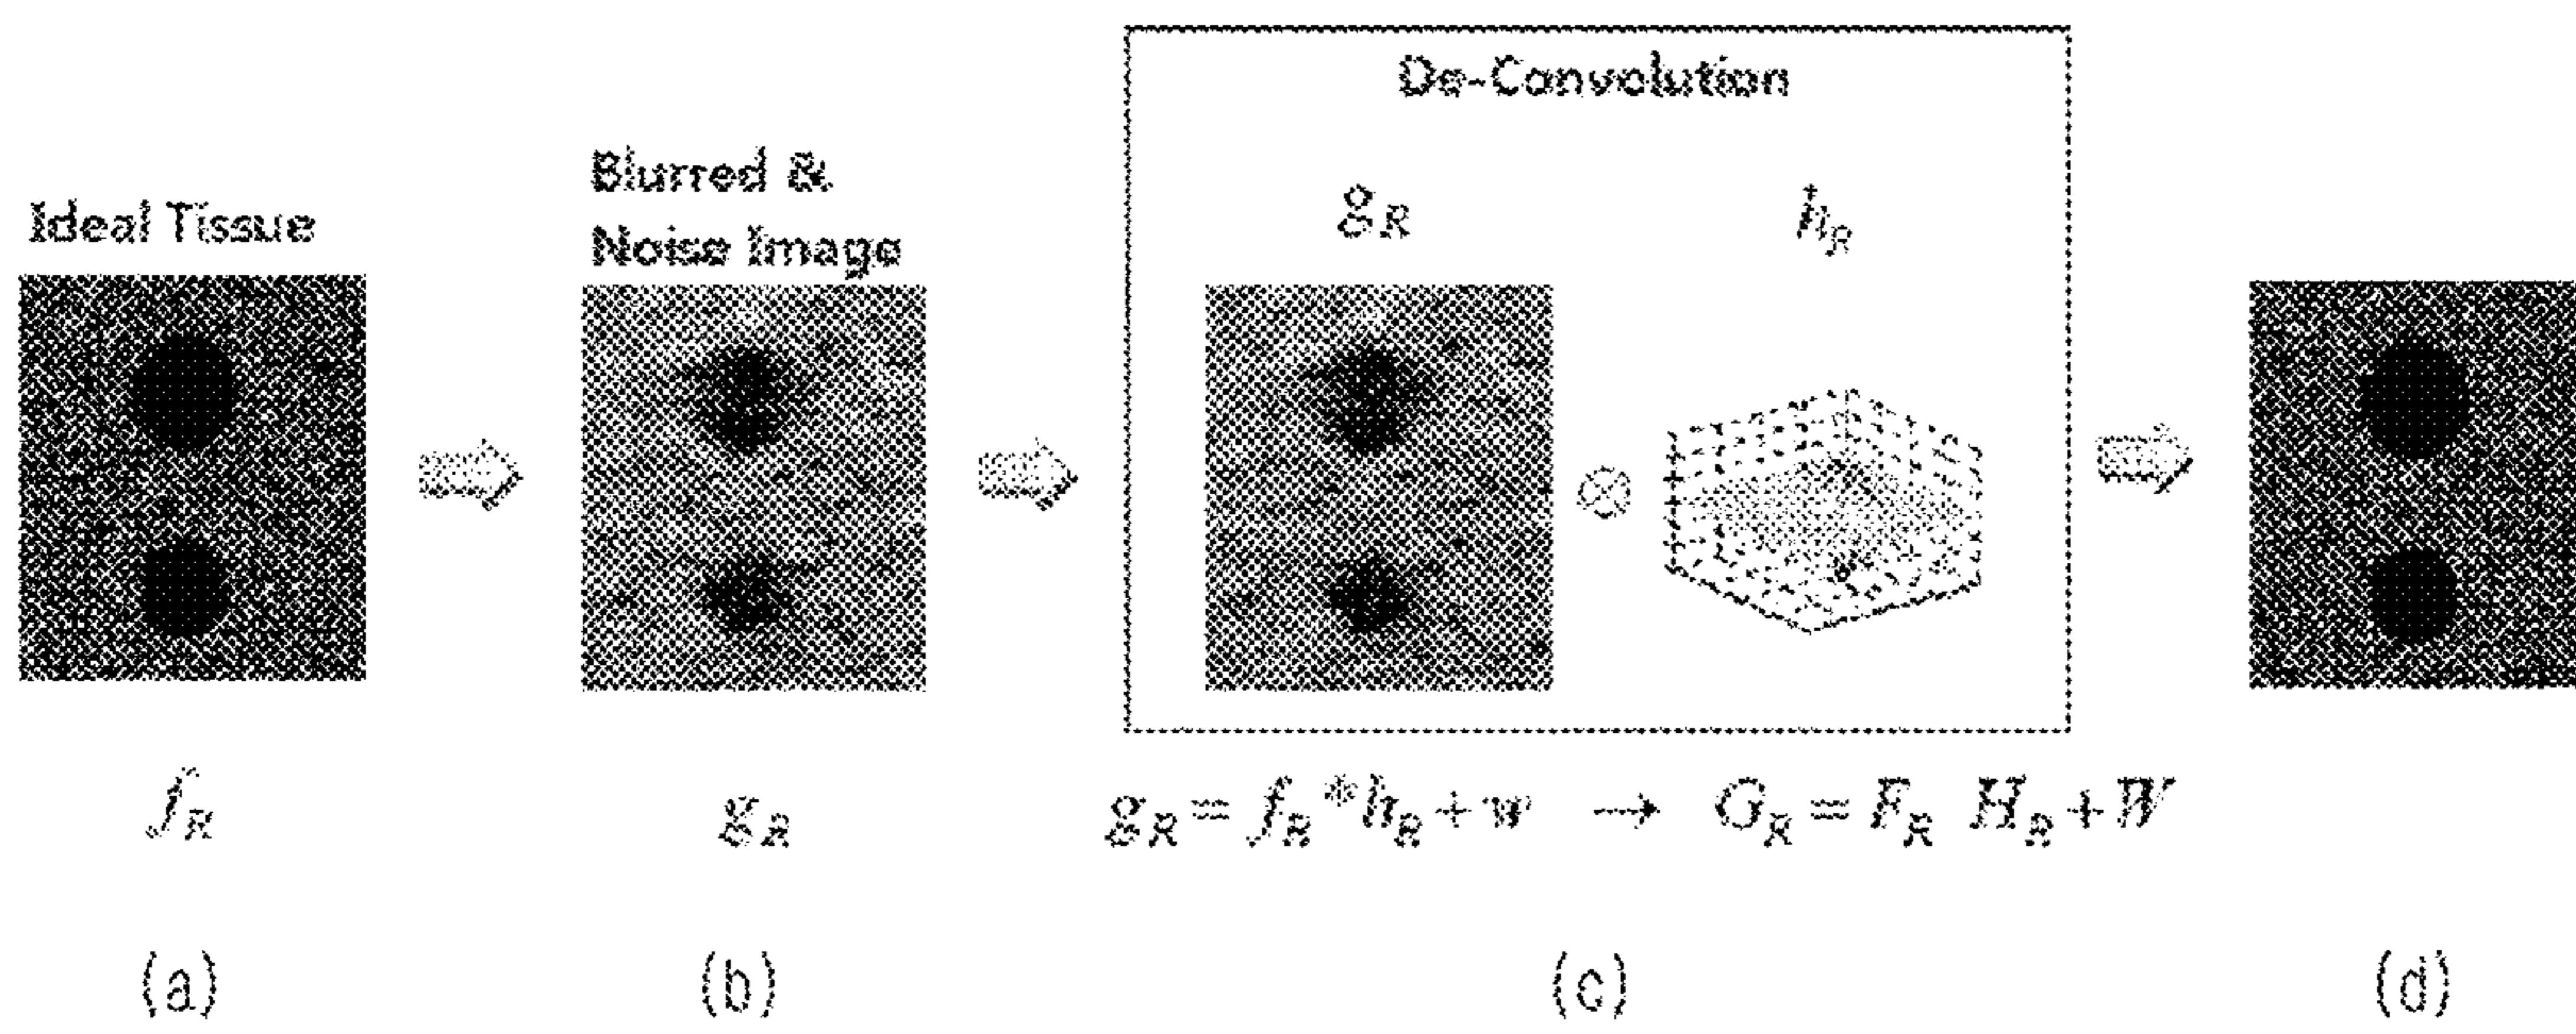 De-Convolution
Blurred &
Ideal Tissue
Noise Image
g_R
h_R
⊗
f_R
g_R
g_R = f_R * h_R + w → G_R = F_R H_R + W
(a)
(b)
(c)
(d)